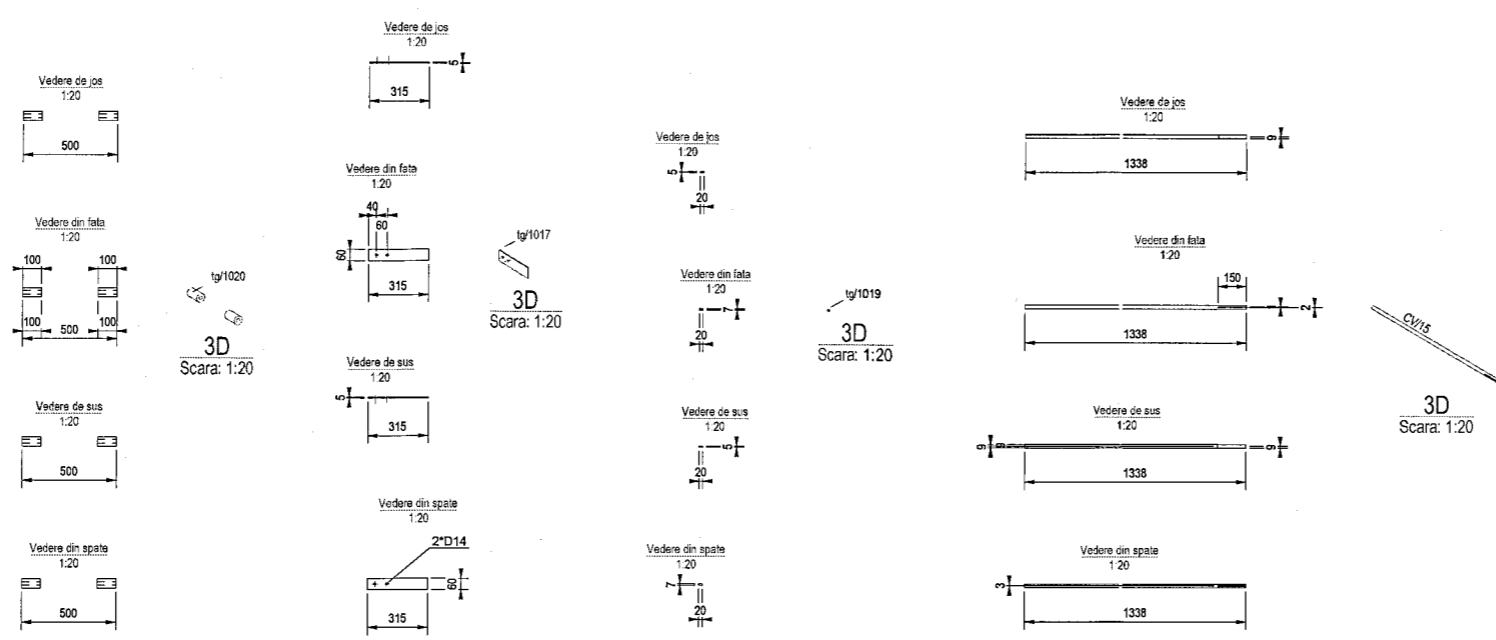 Vedere de jos
1:20
500
Vedere din fata
1:20
100
100
100
500
100
tg/1020
3D
Scara: 1:20
Vedere de sus
1:20
500
Vedere din spate
1:20
500
Vedere de jos
1:20
5
315
Vedere din fata
1:20
40
60
60
315
tg/1017
3D
Scara: 1:20
Vedere de sus
1:20
5
315
Vedere din spate
1:20
2*D14
60
315
Vedere de jos
1:20
5
20
Vedere din fata
1:20
7
20
tg/1019
3D
Scara: 1:20
Vedere de sus
1:20
5
20
Vedere din spate
1:20
7
20
Vedere de jos
1:20
9
1338
Vedere din fata
1:20
150
2
1338
CV/15
3D
Scara: 1:20
Vedere de sus
1:20
9
9
9
1338
Vedere din spate
1:20
3
1338